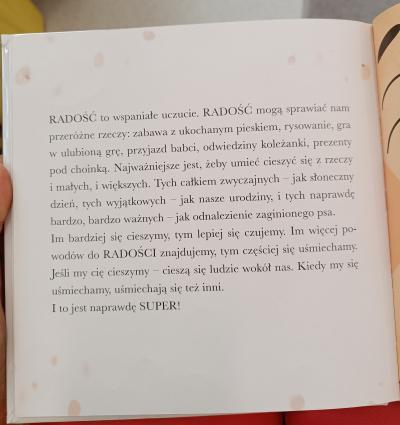 RADOŚĆ to wspaniałe uczucie. RADOŚĆ mogą sprawiać nam
przeróżne rzeczy: zabawa z ukochanym pieskiem, rysowanie, gra
w ulubioną grę, przyjazd babci, odwiedziny koleżanki, prezenty
pod choinką. Najważniejsze jest, żeby umieć cieszyć się z rzeczy
i małych, i większych. Tych całkiem zwyczajnych – jak słoneczny
dzień, tych wyjątkowych – jak nasze urodziny, i tych naprawdę
bardzo, bardzo ważnych – jak odnalezienie zaginionego psa.
Im bardziej się cieszymy, tym lepiej się czujemy. Im więcej po-
wodów do RADOŚCI znajdujemy, tym częściej się uśmiechamy.
Jeśli my cię cieszymy – cieszą się ludzie wokół nas. Kiedy my się
uśmiechamy, uśmiechają się też inni.
I to jest naprawdę SUPER!